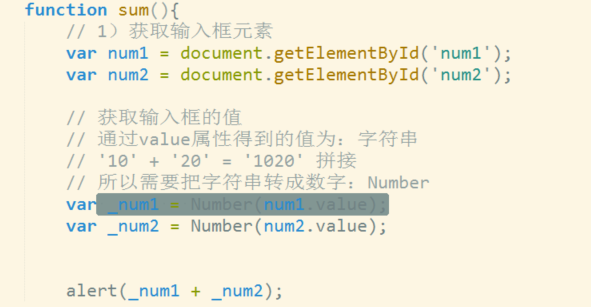 function sum(){
// 1）获取输入框元素
var num1 = document.getElementById('num1');
var num2 = document.getElementById('num2');
// 获取输入框的值
// 通过value属性得到的值为：字符串
// '10' + '20' = '1020' 拼接
// 所以需要把字符串转成数字：Number
var _num1 = Number(num1.value);
var _num2 = Number(num2.value);
alert(_num1 + _num2);